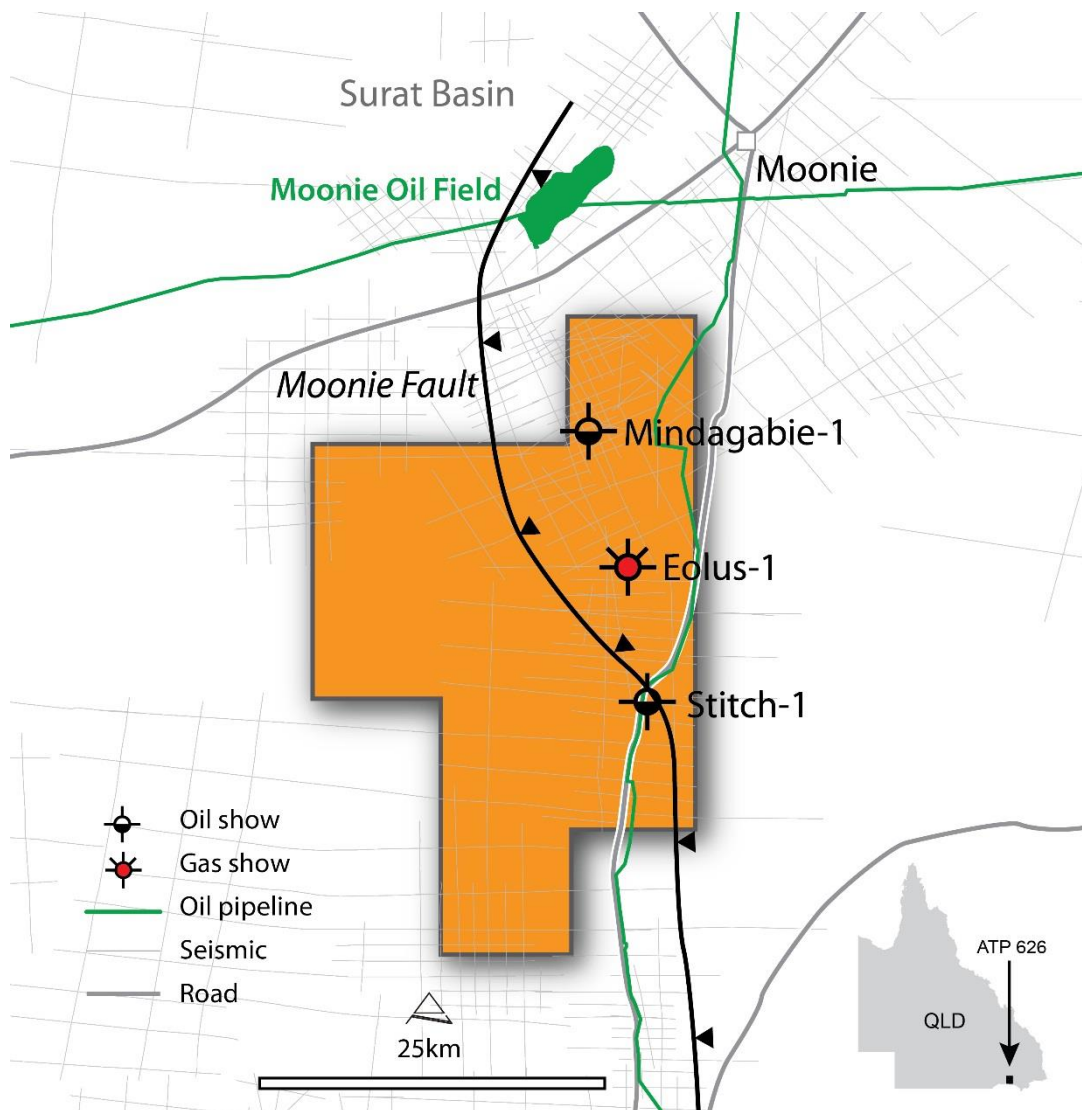 Surat Basin
Moonie Oil Field
Moonie
Moonie Fault
Mindagabie-1
Eolus-1
Stitch-1
Oil show
Gas show
Oil pipeline
Seismic
Road
25km
ATP 626
QLD